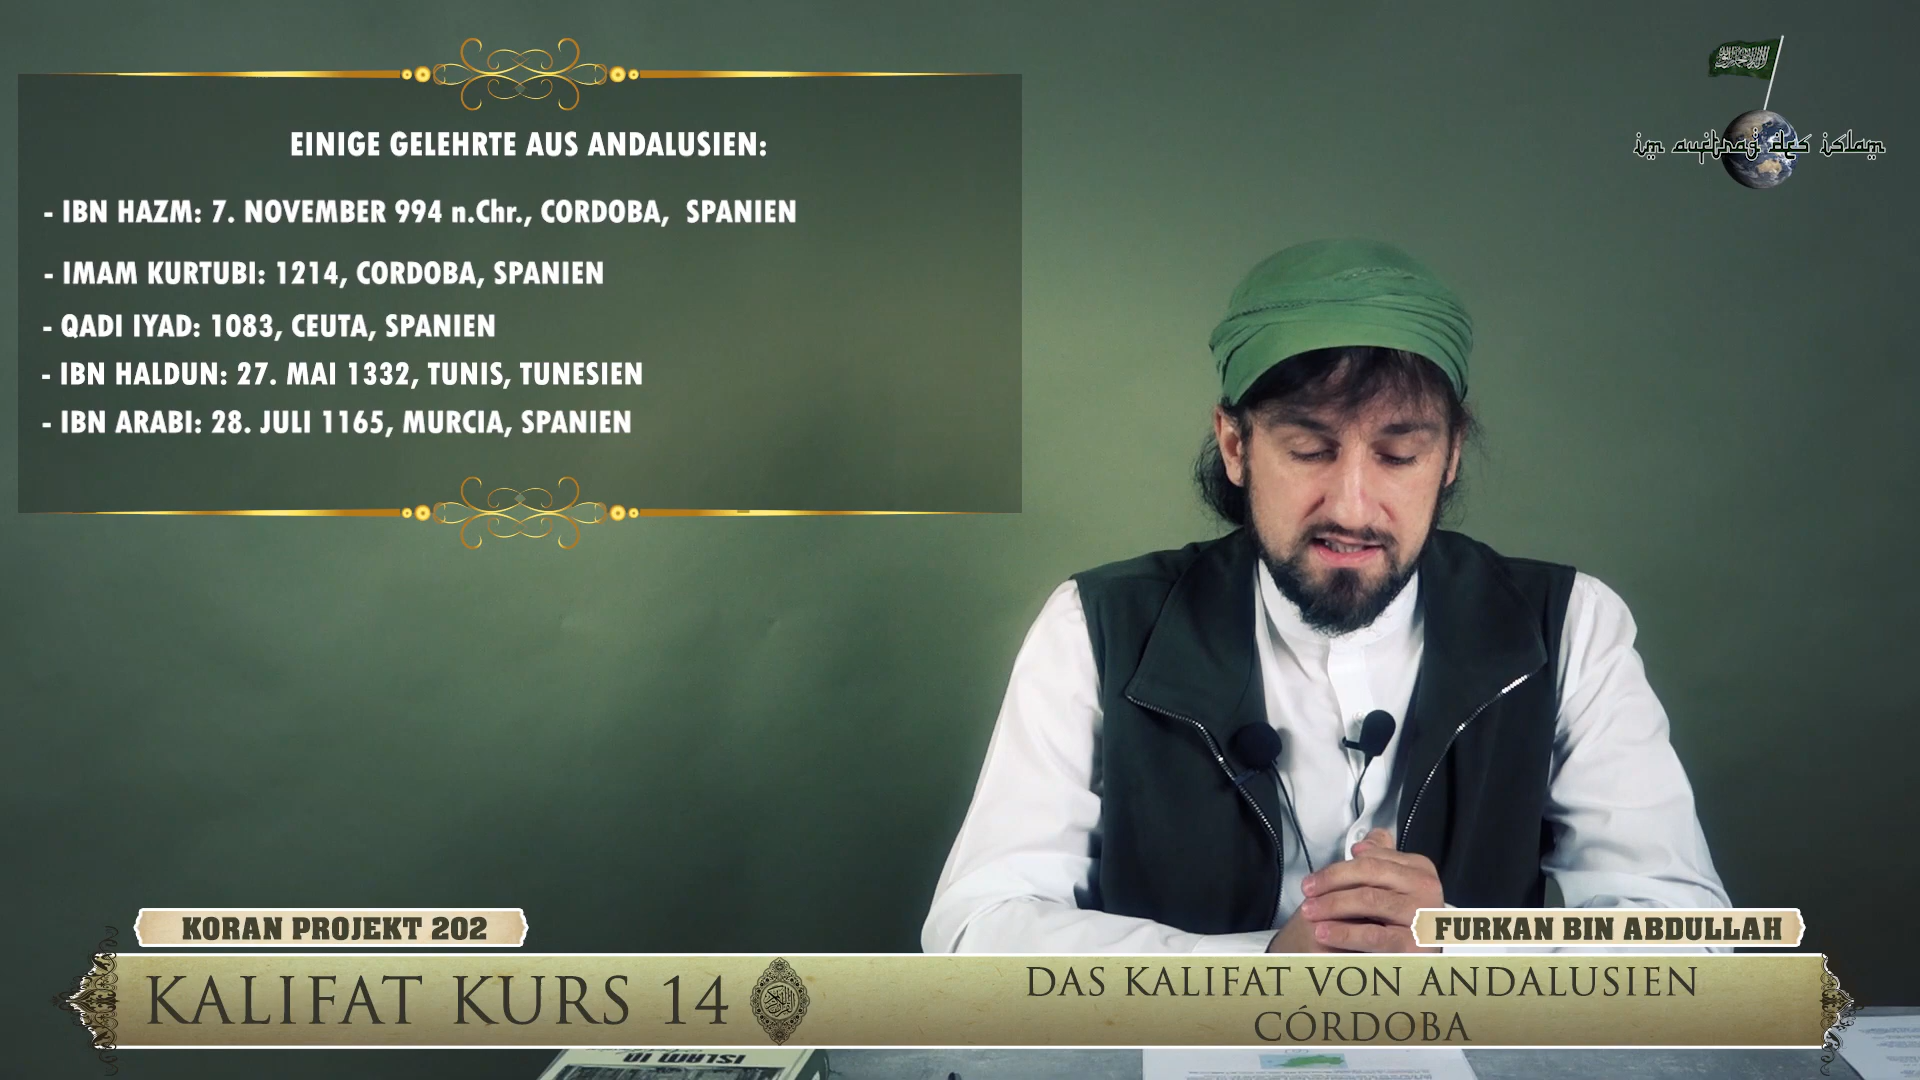 EINIGE GELEHRTE AUS ANDALUSIEN:
- IBN HAZM: 7. NOVEMBER 994 n.Chr., CORDOBA, SPANIEN
- IMAM KURTUBI: 1214, CORDOBA, SPANIEN
- QADI IYAD: 1083, CEUTA, SPANIEN
- IBN HALDUN: 27. MAI 1332, TUNIS, TUNESIEN
- IBN ARABI: 28. JULI 1165, MURCIA, SPANIEN
im auftrag des islam
KORAN PROJEKT 202
FURKAN BIN ABDULLAH
KALIFAT KURS 14
DAS KALIFAT VON ANDALUSIEN
CÓRDOBA
ISLAM